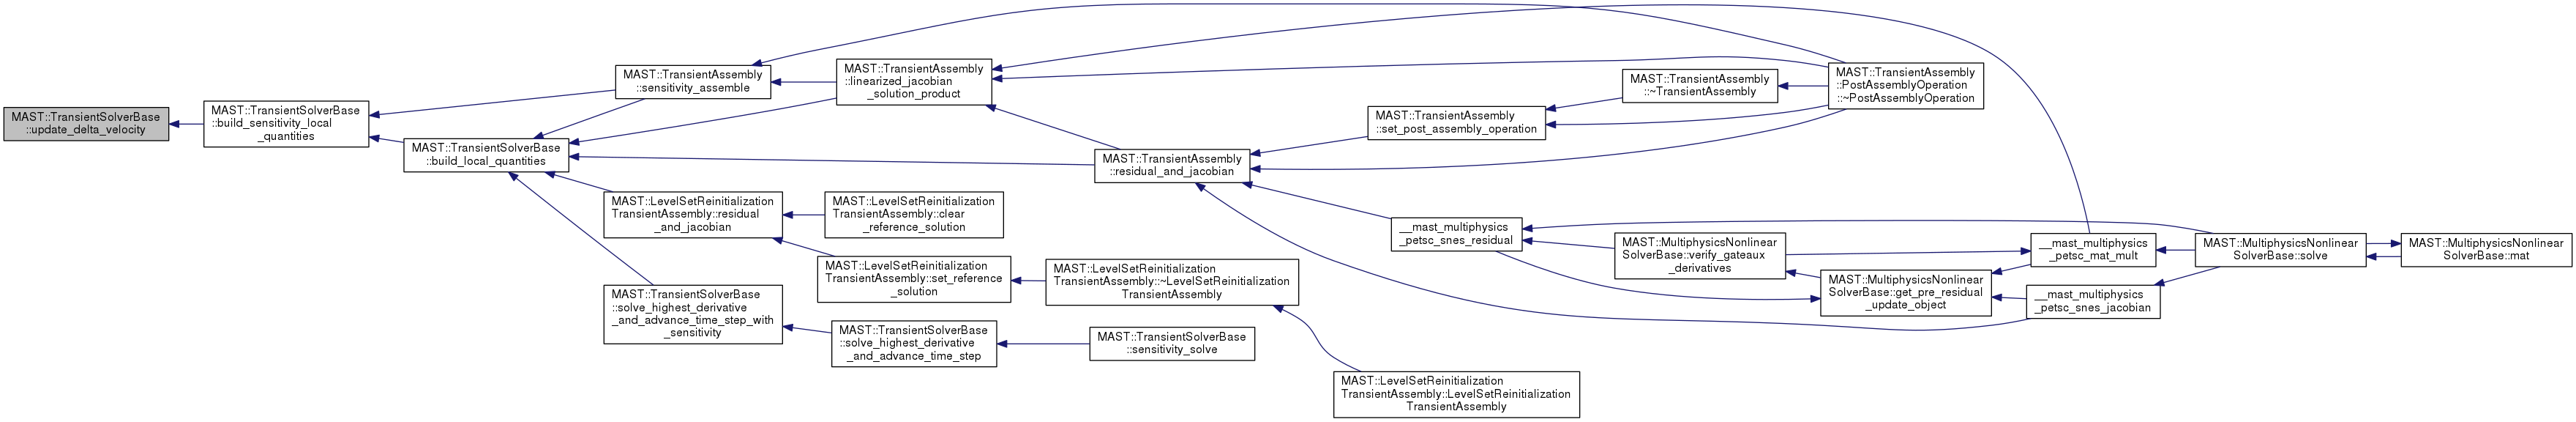 MAST::TransientSolverBase
::update_delta_velocity
MAST::TransientSolverBase
::build_sensitivity_local
_quantities
MAST::TransientSolverBase
::build_local_quantities
MAST::TransientAssembly
::sensitivity_assemble
MAST::TransientAssembly
::linearized_jacobian
_solution_product
MAST::TransientAssembly
::residual_and_jacobian
MAST::LevelSetReinitialization
TransientAssembly::residual
_and_jacobian
MAST::LevelSetReinitialization
TransientAssembly::clear
_reference_solution
MAST::LevelSetReinitialization
TransientAssembly::set_reference
_solution
MAST::LevelSetReinitialization
TransientAssembly::~LevelSetReinitialization
TransientAssembly
MAST::LevelSetReinitialization
TransientAssembly::LevelSetReinitialization
TransientAssembly
MAST::TransientSolverBase
::solve_highest_derivative
_and_advance_time_step_with
_sensitivity
MAST::TransientSolverBase
::solve_highest_derivative
_and_advance_time_step
MAST::TransientSolverBase
::sensitivity_solve
MAST::TransientAssembly
::set_post_assembly_operation
MAST::TransientAssembly
::~TransientAssembly
MAST::TransientAssembly
::PostAssemblyOperation
::~PostAssemblyOperation
__mast_multiphysics
_petsc_snes_residual
MAST::MultiphysicsNonlinear
SolverBase::verify_gateaux
_derivatives
MAST::MultiphysicsNonlinear
SolverBase::get_pre_residual
_update_object
__mast_multiphysics
_petsc_mat_mult
__mast_multiphysics
_petsc_snes_jacobian
MAST::MultiphysicsNonlinear
SolverBase::solve
MAST::MultiphysicsNonlinear
SolverBase::mat